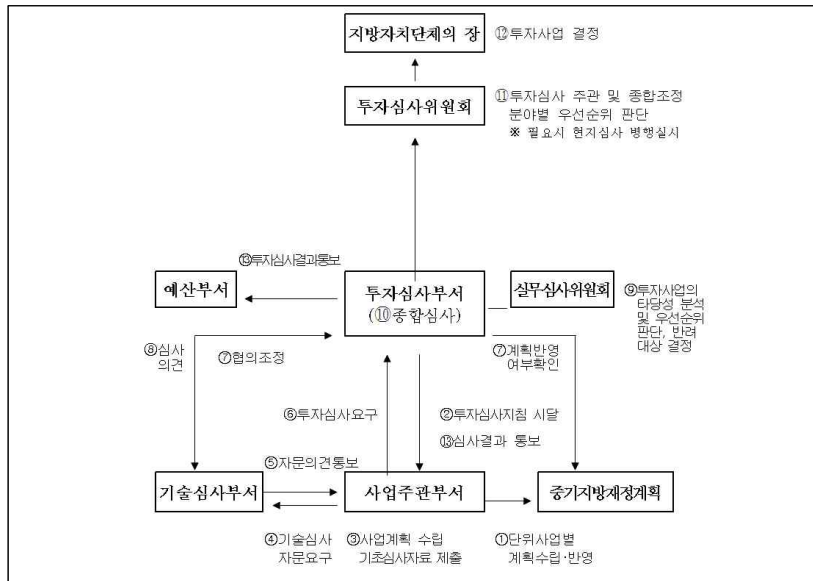 지방자치단체의 장
⑫투자사업 결정
투자심사위원회
⑪투자심사 주관 및 종합조정
분야별 우선순위 판단
※ 필요시 현지심사 병행실시
⑬투자심사결과통보
예산부서
투자심사부서
(⑩종합심사)
실무심사위원회
⑨투자사업의
타당성 분석
및 우선순위
판단, 반려
대상 결정
⑧심사
의견
⑦협의조정
⑦계획반영
여부확인
⑥투자심사요구
②투자심사지침 시달
⑬심사결과 통보
⑤자문의견통보
기술심사부서
사업주관부서
중기지방재정계획
④기술심사
자문요구
③사업계획 수립
기초심사자료 제출
①단위사업별
계획수립·반영